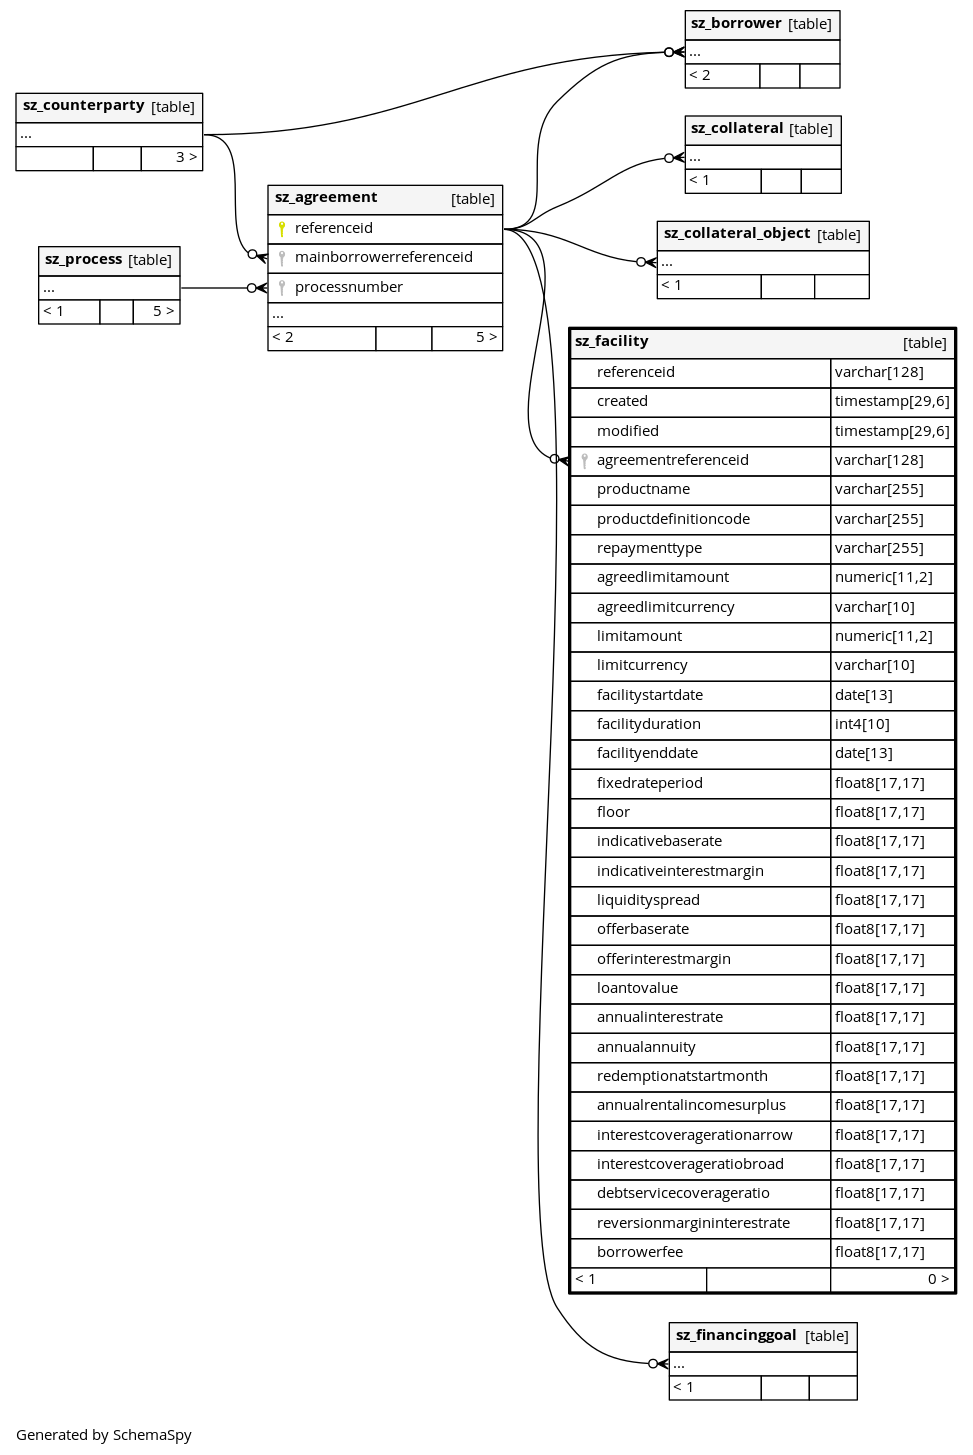 sz_borrower [table]
...
< 2
sz_counterparty [table]
...
3 >
sz_collateral [table]
...
< 1
sz_agreement [table]
referenceid
mainborrowerreferenceid
processnumber
...
< 2 5 >
sz_process [table]
...
< 1 5 >
sz_collateral_object [table]
...
< 1
sz_facility [table]
referenceid varchar[128]
created timestamp[29,6]
modified timestamp[29,6]
agreementreferenceid varchar[128]
productname varchar[255]
productdefinitioncode varchar[255]
repaymenttype varchar[255]
agreedlimitamount numeric[11,2]
agreedlimitcurrency varchar[10]
limitamount numeric[11,2]
limitcurrency varchar[10]
facilitystartdate date[13]
facilityduration int4[10]
facilityenddate date[13]
fixedrateperiod float8[17,17]
floor float8[17,17]
indicativebaserate float8[17,17]
indicativeinterestmargin float8[17,17]
liquidityspread float8[17,17]
offerbaserate float8[17,17]
offerinterestmargin float8[17,17]
loantovalue float8[17,17]
annualinterestrate float8[17,17]
annualannuity float8[17,17]
redemptionatstartmonth float8[17,17]
annualrentalincomesurplus float8[17,17]
interestcoveragerationarrow float8[17,17]
interestcoverageratiobroad float8[17,17]
debtservicecoverageratio float8[17,17]
reversionmargininterestrate float8[17,17]
borrowerfee float8[17,17]
< 1 0 >
sz_financinggoal [table]
...
< 1
Generated by SchemaSpy